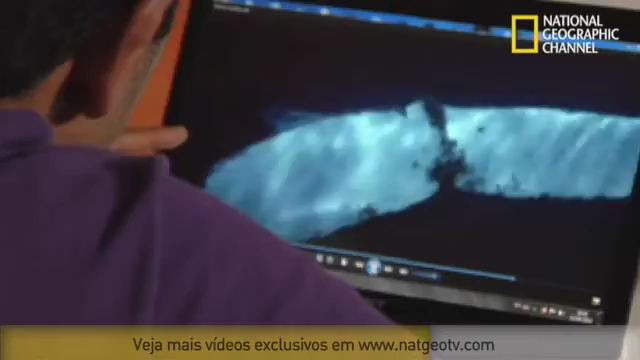 NATIONAL
GEOGRAPHIC
CHANNEL
Veja mais vídeos exclusivos em www.natgeotv.com